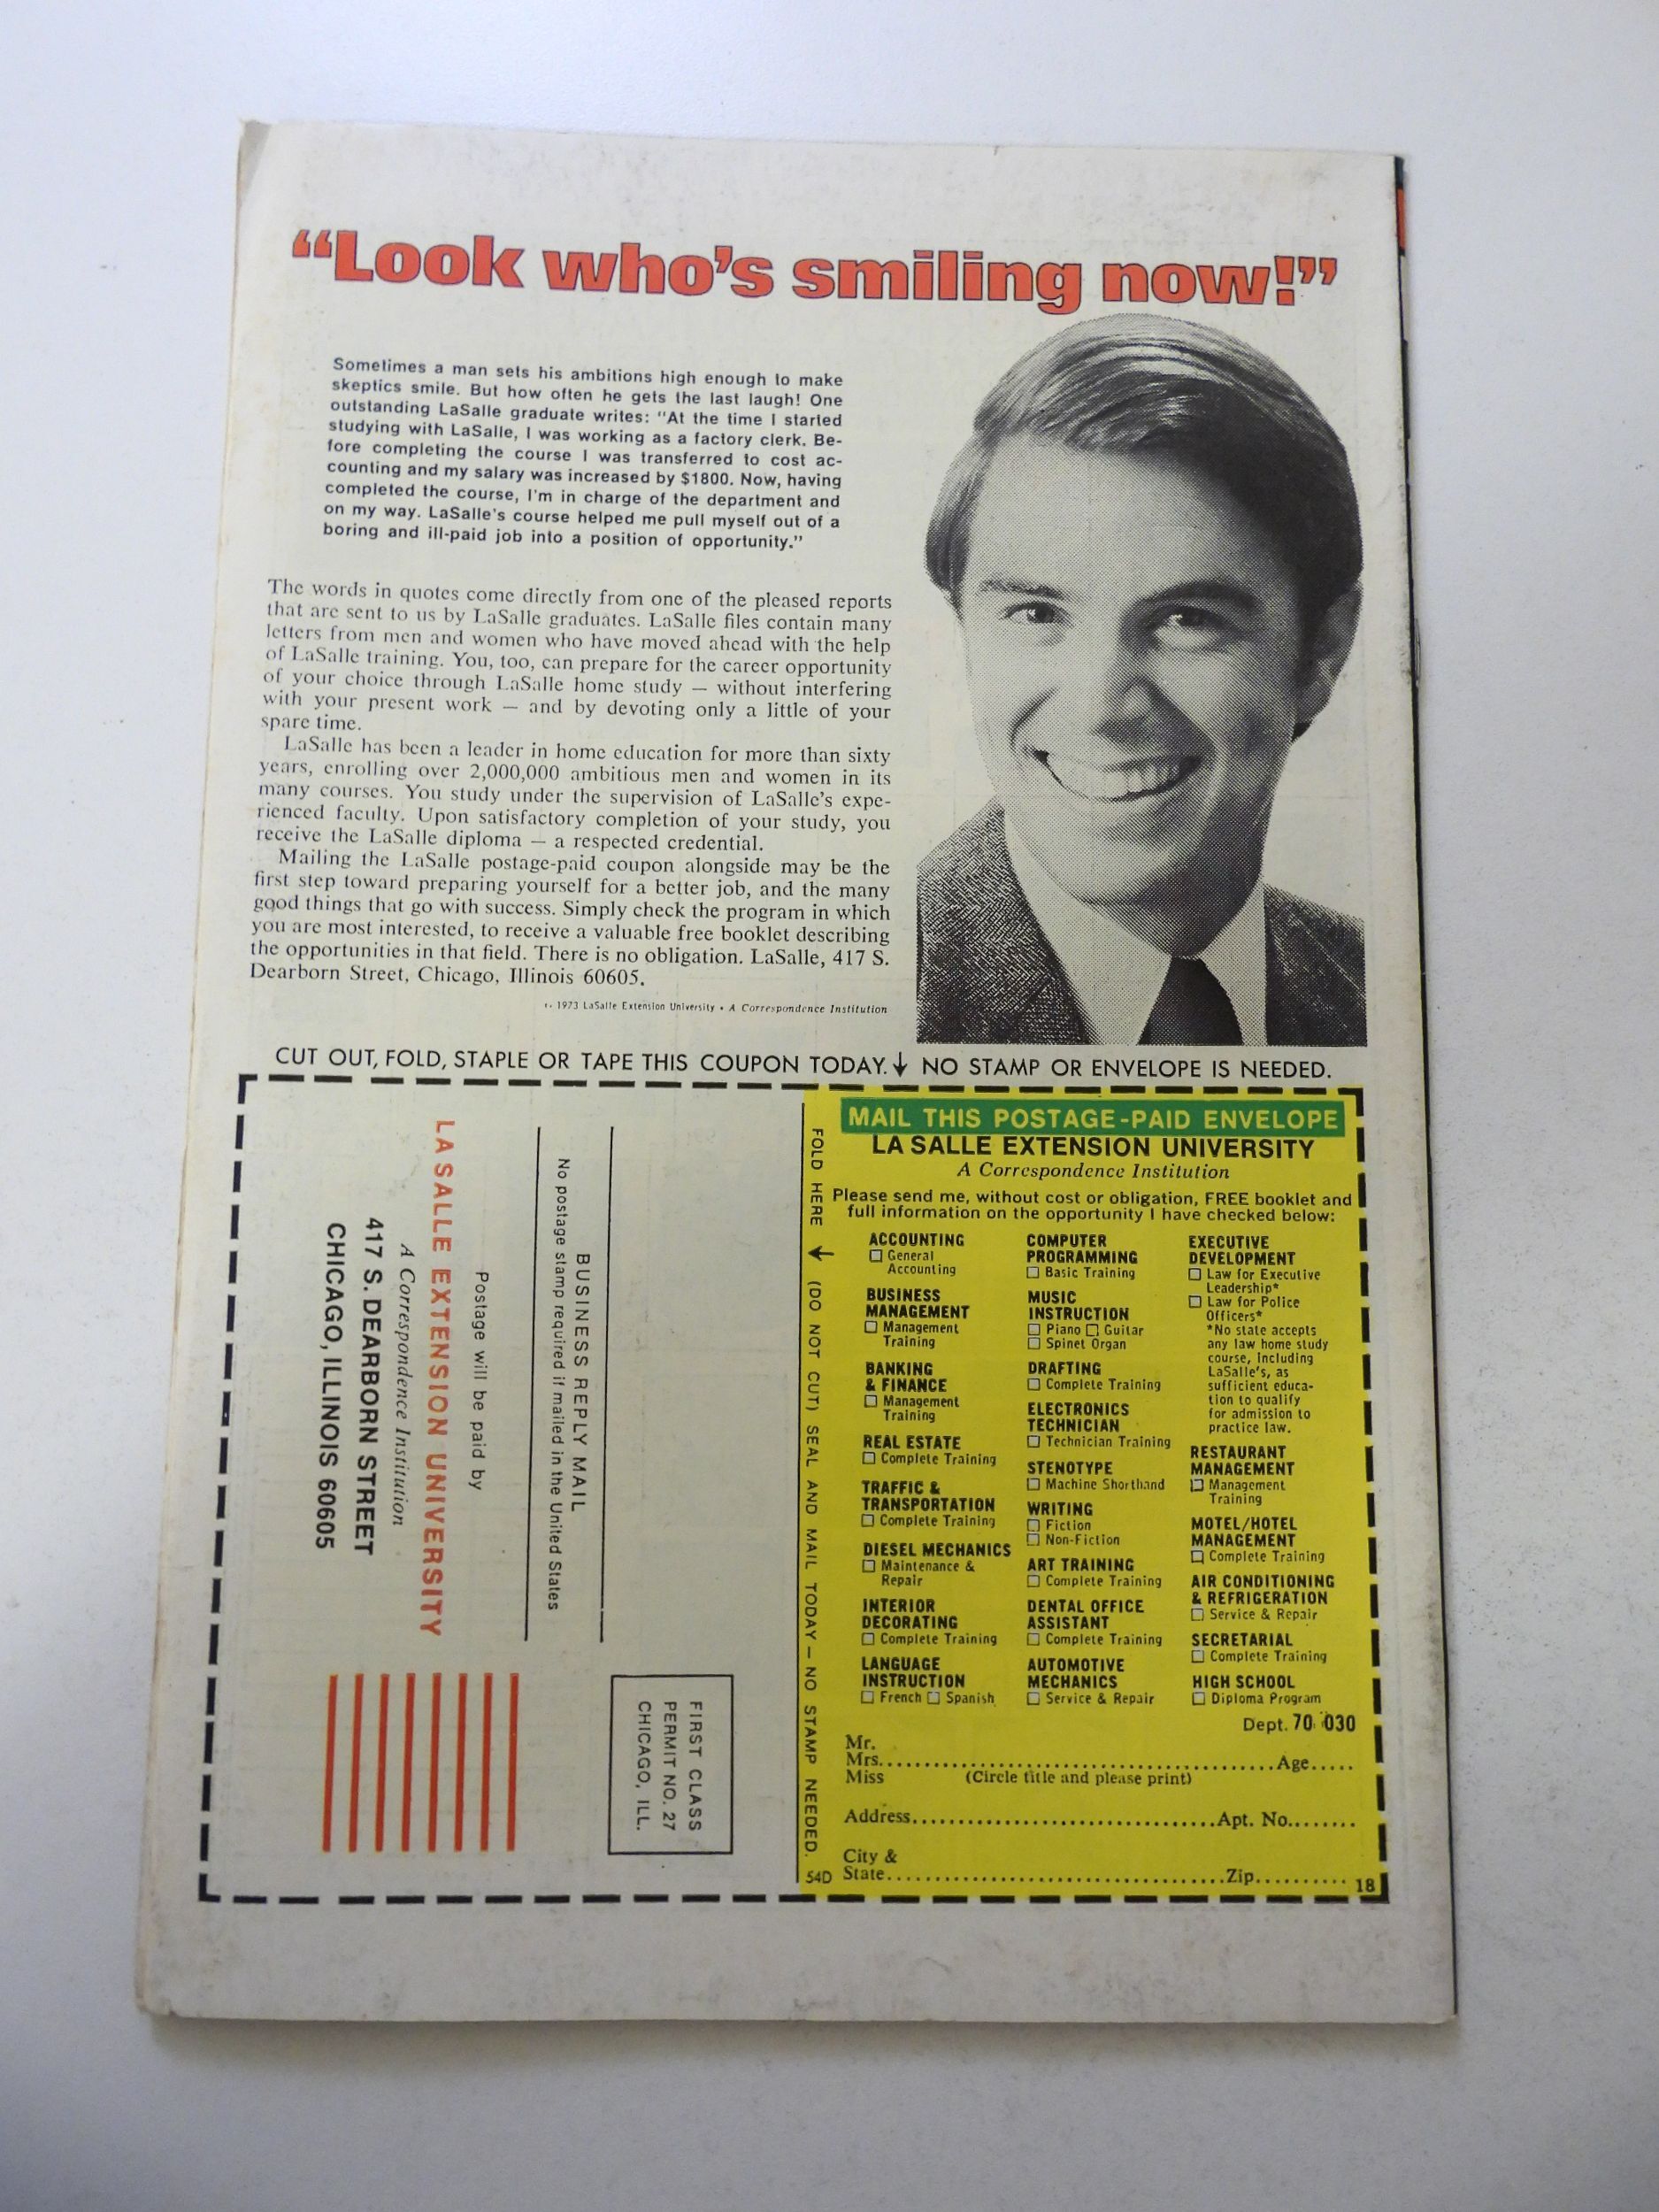 “Look who’s smiling now!”
Sometimes a man sets his ambitions high enough to make
skeptics smile. But how often he gets the last laugh! One
outstanding LaSalle graduate writes: "At the time I started
studying with LaSalle, I was working as a factory clerk. Be-
fore completing the course I was transferred to cost ac-
counting and my salary was increased by $1800. Now, having
completed the course, I'm in charge of the department and
on my way. LaSalle's course helped me pull myself out of a
boring and ill-paid job into a position of opportunity."
The words in quotes come directly from one of the pleased reports
that are sent to us by LaSalle graduates. LaSalle files contain many
letters from men and women who have moved ahead with the help
of LaSalle training. You, too, can prepare for the career opportunity
of your choice through LaSalle home study — without interfering
with your present work — and by devoting only a little of your
spare time.
LaSalle has been a leader in home education for more than sixty
years, enrolling over 2,000,000 ambitious men and women in its
many courses. You study under the supervision of LaSalle's expe-
rienced faculty. Upon satisfactory completion of your study, you
receive the LaSalle diploma — a respected credential.
Mailing the LaSalle postage-paid coupon alongside may be the
first step toward preparing yourself for a better job, and the many
good things that go with success. Simply check the program in which
you are most interested, to receive a valuable free booklet describing
the opportunities in that field. There is no obligation. LaSalle, 417 S.
Dearborn Street, Chicago, Illinois 60605.
© 1973 LaSalle Extension University • A Correspondence Institution
CUT OUT, FOLD, STAPLE OR TAPE THIS COUPON TODAY.↓ NO STAMP OR ENVELOPE IS NEEDED.
FIRST CLASS
PERMIT NO. 27
CHICAGO, ILL.
BUSINESS REPLY MAIL
No postage stamp required if mailed in the United States
Postage will be paid by
LA SALLE EXTENSION UNIVERSITY
A Correspondence Institution
417 S. DEARBORN STREET
CHICAGO, ILLINOIS 60605
FOLD HERE ↓ (DO NOT CUT) SEAL AND MAIL TODAY — NO STAMP NEEDED.
54D
MAIL THIS POSTAGE-PAID ENVELOPE
LA SALLE EXTENSION UNIVERSITY
A Correspondence Institution
Please send me, without cost or obligation, FREE booklet and
full information on the opportunity I have checked below:
ACCOUNTING
☐ General
Accounting
BUSINESS
MANAGEMENT
☐ Management
Training
BANKING
& FINANCE
☐ Management
Training
REAL ESTATE
☐ Complete Training
TRAFFIC &
TRANSPORTATION
☐ Complete Training
DIESEL MECHANICS
☐ Maintenance &
Repair
INTERIOR
DECORATING
☐ Complete Training
LANGUAGE
INSTRUCTION
☐ French ☐ Spanish
COMPUTER
PROGRAMMING
☐ Basic Training
MUSIC
INSTRUCTION
☐ Piano ☐ Guitar
☐ Spinet Organ
DRAFTING
☐ Complete Training
ELECTRONICS
TECHNICIAN
☐ Technician Training
STENOTYPE
☐ Machine Shorthand
WRITING
☐ Fiction
☐ Non-Fiction
ART TRAINING
☐ Complete Training
DENTAL OFFICE
ASSISTANT
☐ Complete Training
AUTOMOTIVE
MECHANICS
☐ Service & Repair
EXECUTIVE
DEVELOPMENT
☐ Law for Executive
Leadership*
☐ Law for Police
Officers*
*No state accepts
any law home study
course, including
LaSalle's, as
sufficient educa-
tion to qualify
for admission to
practice law.
RESTAURANT
MANAGEMENT
☐ Management
Training
MOTEL/HOTEL
MANAGEMENT
☐ Complete Training
AIR CONDITIONING
& REFRIGERATION
☐ Service & Repair
SECRETARIAL
☐ Complete Training
HIGH SCHOOL
☐ Diploma Program
Dept. 70-030
Mr.
Mrs. Age
Miss (Circle title and please print)
Address Apt. No.
City &
State Zip
18